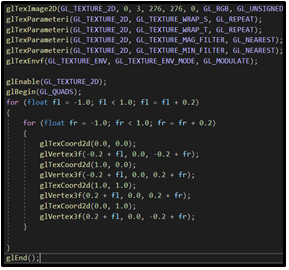 glTexImage2D(GL_TEXTURE_2D, 0, 3, 276, 276, 0, GL_RGB, GL_UNSIGNED
glTexParameteri(GL_TEXTURE_2D, GL_TEXTURE_WRAP_S, GL_REPEAT);
glTexParameteri(GL_TEXTURE_2D, GL_TEXTURE_WRAP_T, GL_REPEAT);
glTexParameteri(GL_TEXTURE_2D, GL_TEXTURE_MAG_FILTER, GL_NEAREST);
glTexParameteri(GL_TEXTURE_2D, GL_TEXTURE_MIN_FILTER, GL_NEAREST);
glTexEnvf(GL_TEXTURE_ENV, GL_TEXTURE_ENV_MODE, GL_MODULATE);
glEnable(GL_TEXTURE_2D);
glBegin(GL_QUADS);
for (float fl = -1.0; fl < 1.0; fl = fl + 0.2)
{
for (float fr = -1.0; fr < 1.0; fr = fr + 0.2)
{
glTexCoord2d(0.0, 0.0);
glVertex3f(-0.2 + fl, 0.0, -0.2 + fr);
glTexCoord2d(1.0, 0.0);
glVertex3f(-0.2 + fl, 0.0, 0.2 + fr);
glTexCoord2d(1.0, 1.0);
glVertex3f(0.2 + fl, 0.0, 0.2 + fr);
glTexCoord2d(0.0, 1.0);
glVertex3f(0.2 + fl, 0.0, -0.2 + fr);
}
}
glEnd();